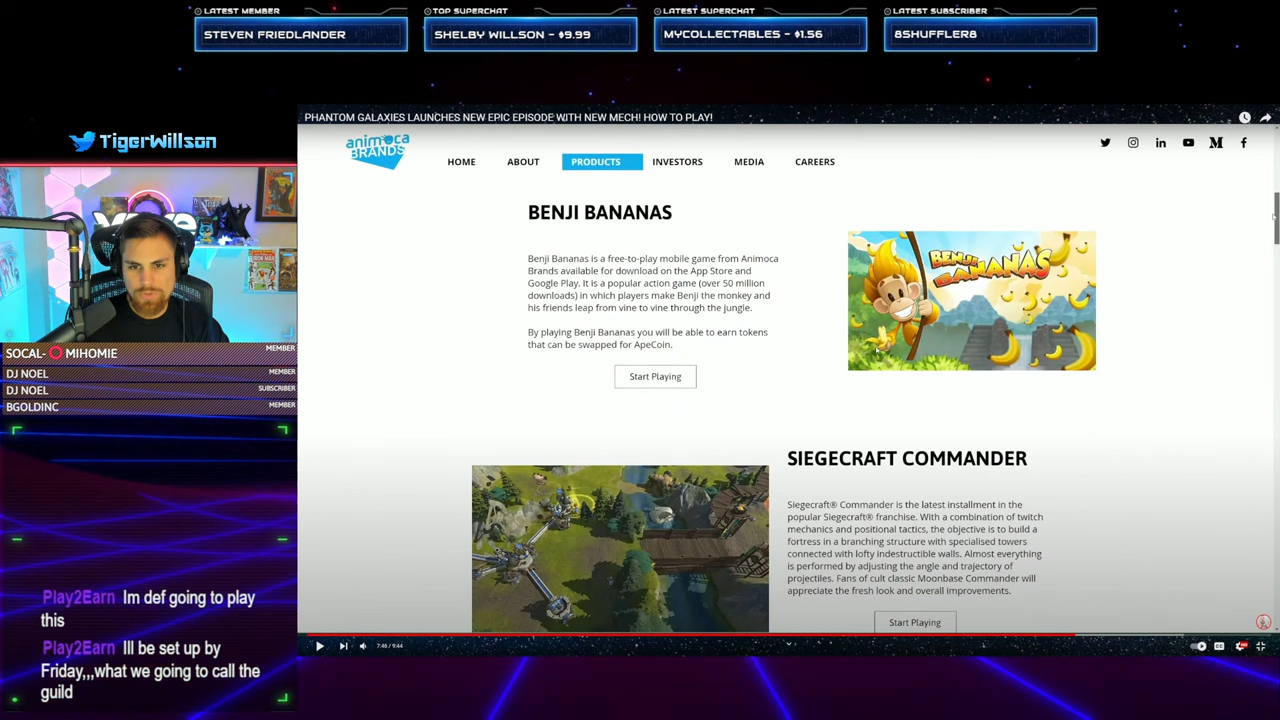 LATEST MEMBER
STEVEN FRIEDLANDER
TOP SUPERCHAT
SHELBY WILLSON - $9.99
LATEST SUPERCHAT
MYCOLLECTABLES - $1.56
LATEST SUBSCRIBER
8SHUFFLER8
TigerWillson
PHANTOM GALAXIES LAUNCHES NEW EPIC EPISODE WITH NEW MECH! HOW TO PLAY!
animoca
BRANDS
HOME
ABOUT
PRODUCTS
INVESTORS
MEDIA
CAREERS
BENJI BANANAS
Benji Bananas is a free-to-play mobile game from Animoca
Brands available for download on the App Store and
Google Play. It is a popular action game (over 50 million
downloads) in which players make Benji the monkey and
his friends leap from vine to vine through the jungle.
By playing Benji Bananas you will be able to earn tokens
that can be swapped for ApeCoin.
Start Playing
BENJI
BANANAS
SIEGECRAFT COMMANDER
Siegecraft® Commander is the latest installment in the
popular Siegecraft® franchise. With a combination of twitch
mechanics and positional tactics, the objective is to build a
fortress in a branching structure with specialised towers
connected with lofty indestructible walls. Almost everything
is performed by adjusting the angle and trajectory of
projectiles. Fans of cult classic Moonbase Commander will
appreciate the fresh look and overall improvements.
Start Playing
7:46 / 9:44
SOCAL- MIHOMIE MEMBER
DJ NOEL MEMBER
DJ NOEL SUBSCRIBER
BGOLDINC MEMBER
Play2Earn Im def going to play
this
Play2Earn Ill be set up by
Friday,,,what we going to call the
guild